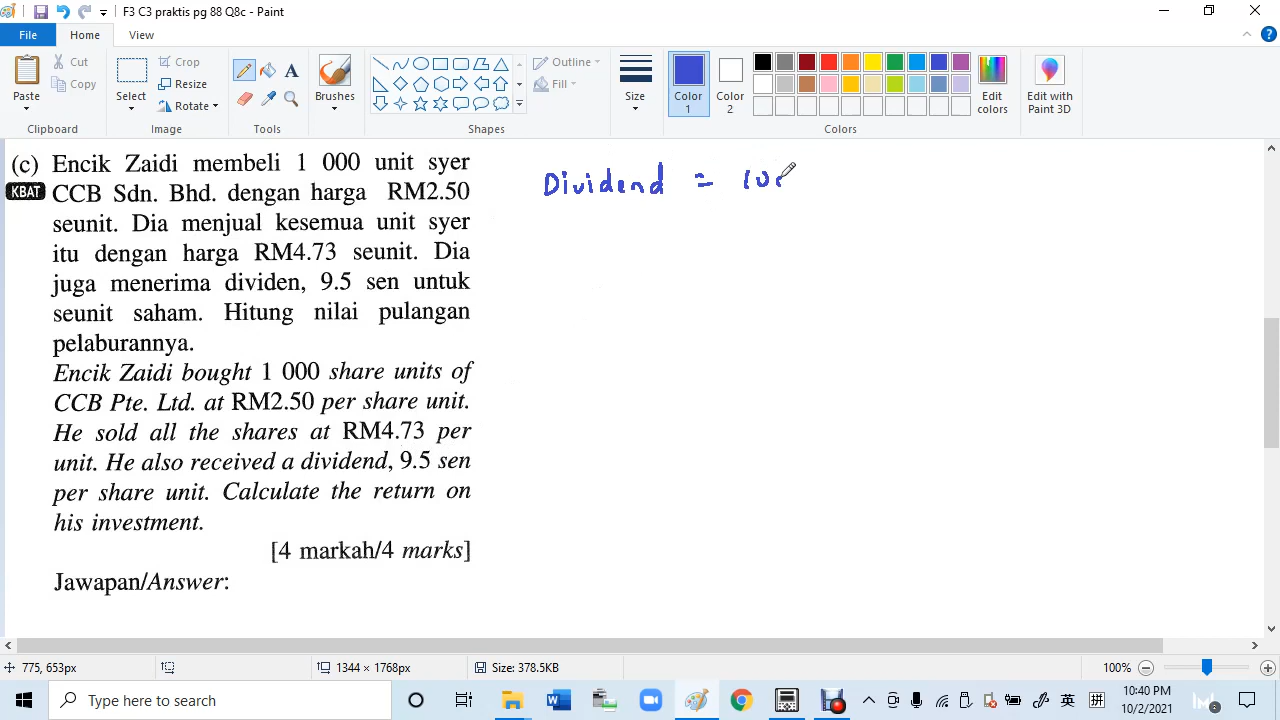 F3 C3 praktis pg 88 Q8c - Paint
File Home View
Paste Cut Copy Clipboard
Select Crop Resize Rotate Image
A Tools
Brushes
Shapes Outline Fill
Size
Color 1 Color 2 Edit colors Colors
Edit with Paint 3D
(c) Encik Zaidi membeli 1 000 unit syer
KBAT CCB Sdn. Bhd. dengan harga RM2.50
seunit. Dia menjual kesemua unit syer
itu dengan harga RM4.73 seunit. Dia
juga menerima dividen, 9.5 sen untuk
seunit saham. Hitung nilai pulangan
pelaburannya.
Encik Zaidi bought 1 000 share units of
CCB Pte. Ltd. at RM2.50 per share unit.
He sold all the shares at RM4.73 per
unit. He also received a dividend, 9.5 sen
per share unit. Calculate the return on
his investment.
[4 markah/4 marks]
Jawapan/Answer:
Dividend =
775, 653px 1344 × 1768px Size: 378.5KB 100%
Type here to search
英 拼
10:40 PM
10/2/2021